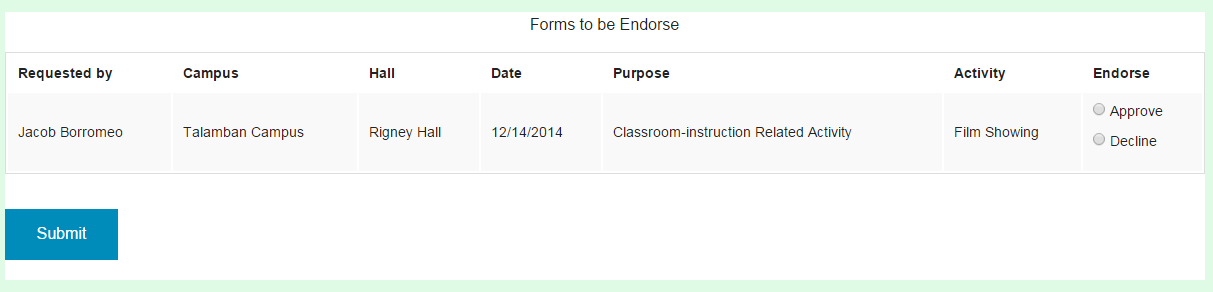 Forms to be Endorse
Requested by Campus Hall Date Purpose Activity Endorse
Jacob Borromeo Talamban Campus Rigney Hall 12/14/2014 Classroom-instruction Related Activity Film Showing Approve
Decline
Submit